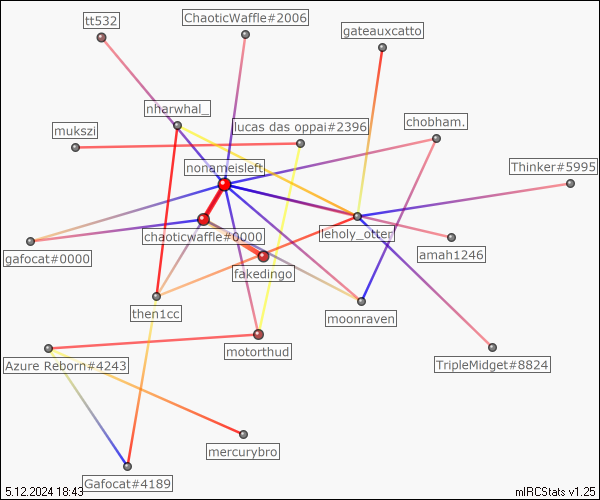 tt532
ChaoticWaffle#2006
gateauxcatto
nharwhal_
lucas das oppai#2396
chobham.
mukszi
nonameisleft
Thinker#5995
chaoticwaffle#0000
leholy_otter
gafocat#0000
amah1246
fakedingo
then1cc
moonraven
motorthud
Azure Reborn#4243
TripleMidget#8824
mercurybro
Gafocat#4189
5.12.2024 18:43
mIRCStats v1.25